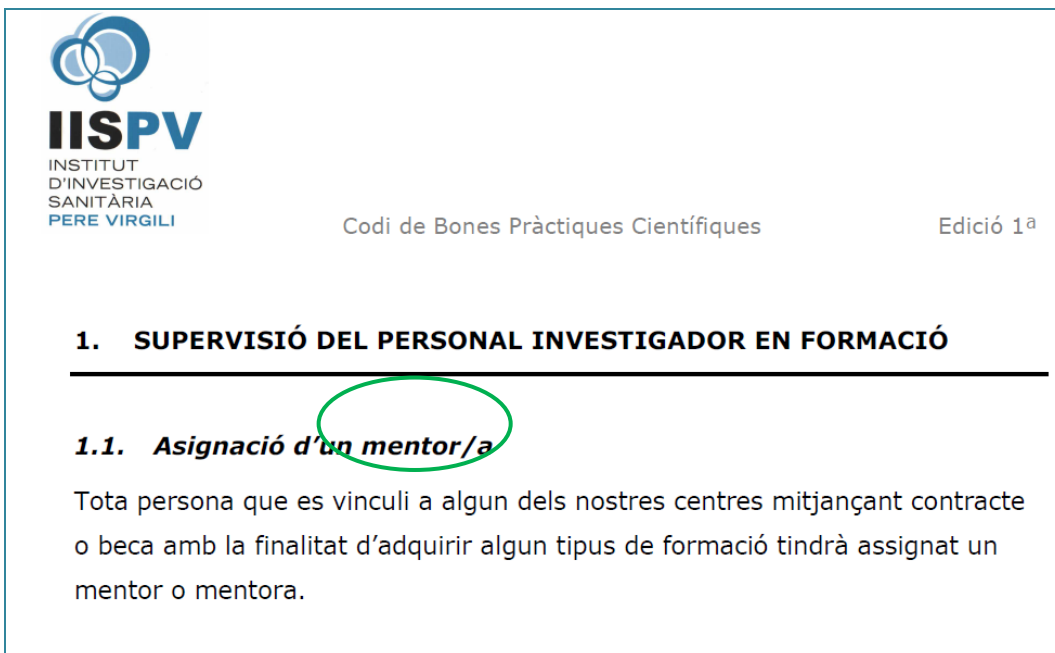 IISPV
INSTITUT
D'INVESTIGACIÓ
SANITÀRIA
PERE VIRGILI
Codi de Bones Pràctiques Científiques Edició 1ª
1. SUPERVISIÓ DEL PERSONAL INVESTIGADOR EN FORMACIÓ
1.1. Asignació d’un mentor/a
Tota persona que es vinculi a algun dels nostres centres mitjançant contracte
o beca amb la finalitat d’adquirir algun tipus de formació tindrà assignat un
mentor o mentora.